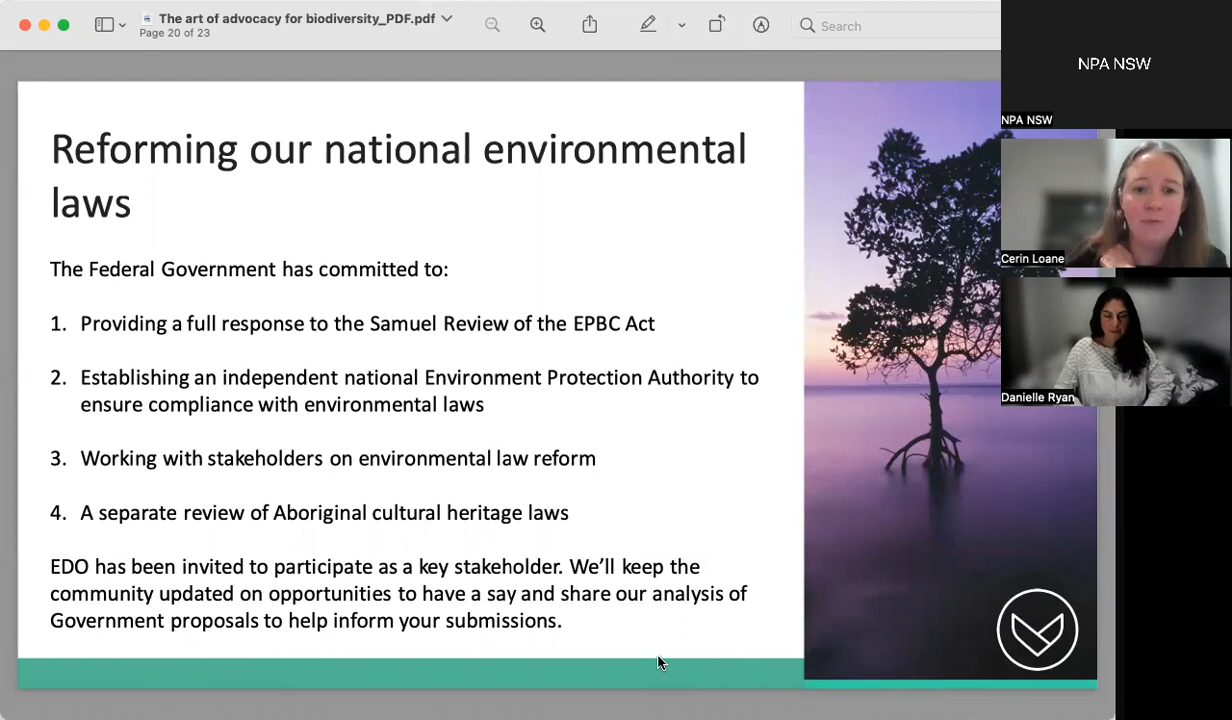 The art of advocacy for biodiversity_PDF.pdf
Page 20 of 23
Search
NPA NSW
NPA NSW
Cerin Loane
Danielle Ryan
Reforming our national environmental
laws
The Federal Government has committed to:
1. Providing a full response to the Samuel Review of the EPBC Act
2. Establishing an independent national Environment Protection Authority to
ensure compliance with environmental laws
3. Working with stakeholders on environmental law reform
4. A separate review of Aboriginal cultural heritage laws
EDO has been invited to participate as a key stakeholder. We’ll keep the
community updated on opportunities to have a say and share our analysis of
Government proposals to help inform your submissions.